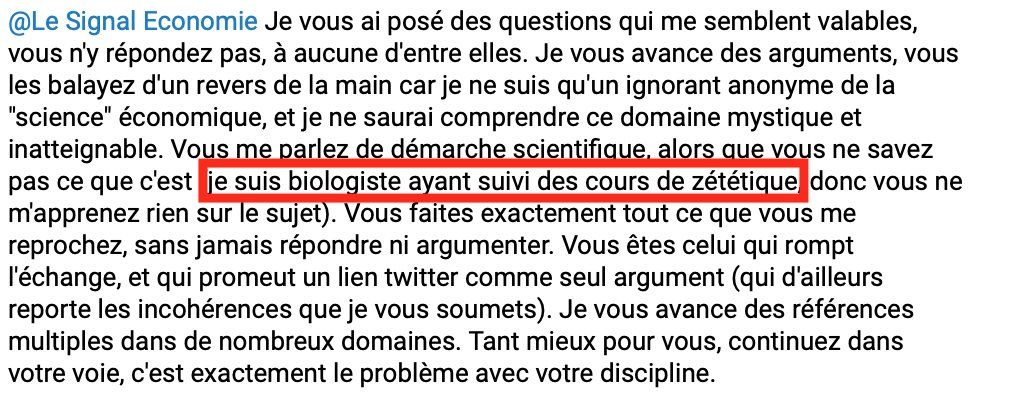 @Le Signal Economie Je vous ai posé des questions qui me semblent valables,
vous n'y répondez pas, à aucune d'entre elles. Je vous avance des arguments, vous
les balayez d'un revers de la main car je ne suis qu'un ignorant anonyme de la
"science" économique, et je ne saurai comprendre ce domaine mystique et
inatteignable. Vous me parlez de démarche scientifique, alors que vous ne savez
pas ce que c'est je suis biologiste ayant suivi des cours de zététique, donc vous ne
m'apprenez rien sur le sujet). Vous faites exactement tout ce que vous me
reprochez, sans jamais répondre ni argumenter. Vous êtes celui qui rompt
l'échange, et qui promeut un lien twitter comme seul argument (qui d'ailleurs
reporte les incohérences que je vous soumets). Je vous avance des références
multiples dans de nombreux domaines. Tant mieux pour vous, continuez dans
votre voie, c'est exactement le problème avec votre discipline.